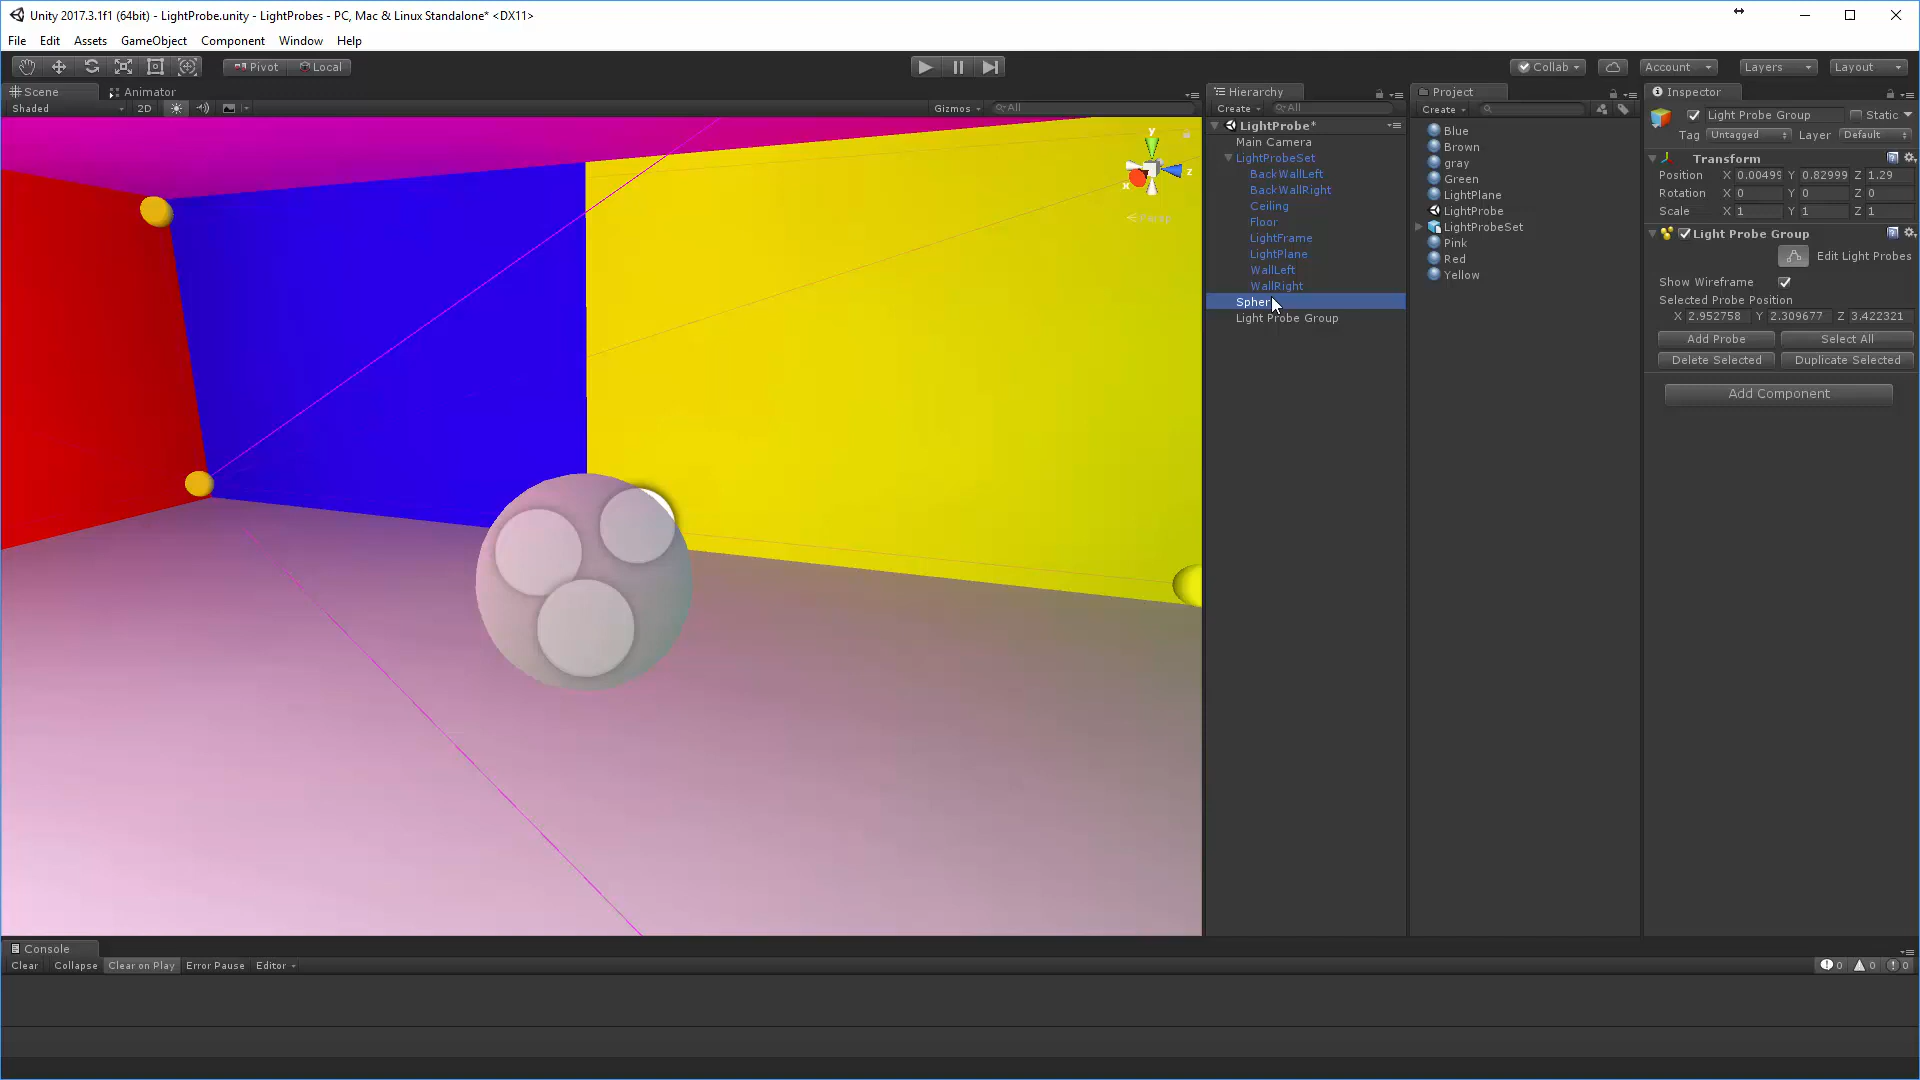 Unity 2017.3.1f1 (64bit) - LightProbe.unity - LightProbes - PC, Mac & Linux Standalone* <DX11>
File Edit Assets GameObject Component Window Help
Pivot Local Collab Account Layers Layout
Scene Animator
Shaded 2D Gizmos All
y
x
z
Persp
Hierarchy
Create All
LightProbe*
Main Camera
LightProbeSet
BackWallLeft
BackWallRight
Ceiling
Floor
LightFrame
LightPlane
WallLeft
WallRight
Spher
Light Probe Group
Project
Create
Blue
Brown
gray
Green
LightPlane
LightProbe
LightProbeSet
Pink
Red
Yellow
Inspector
Light Probe Group Static
Tag Untagged Layer Default
Transform
Position X 0.00499 Y 0.82999 Z 1.29
Rotation X 0 Y 0 Z 0
Scale X 1 Y 1 Z 1
Light Probe Group
Edit Light Probes
Show Wireframe
Selected Probe Position
X 2.952758 Y 2.309677 Z 3.422321
Add Probe Select All
Delete Selected Duplicate Selected
Add Component
Console
Clear Collapse Clear on Play Error Pause Editor 0 0 0